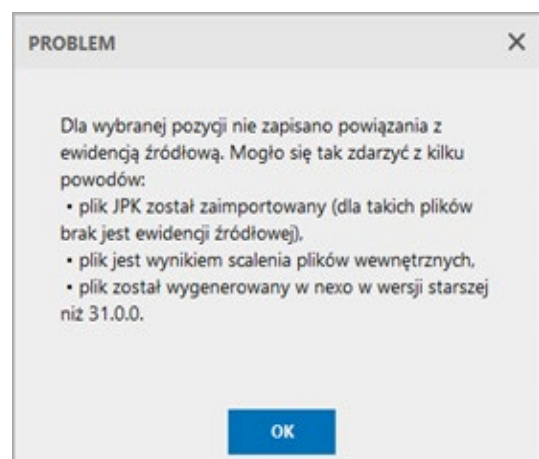 PROBLEM
Dla wybranej pozycji nie zapisano powiązania z
ewidencją źródłową. Mogło się tak zdarzyć z kilku
powodów:
• plik JPK został zaimportowany (dla takich plików
brak jest ewidencji źródłowej),
• plik jest wynikiem scalenia plików wewnętrznych,
• plik został wygenerowany w nexo w wersji starszej
niż 31.0.0.
OK